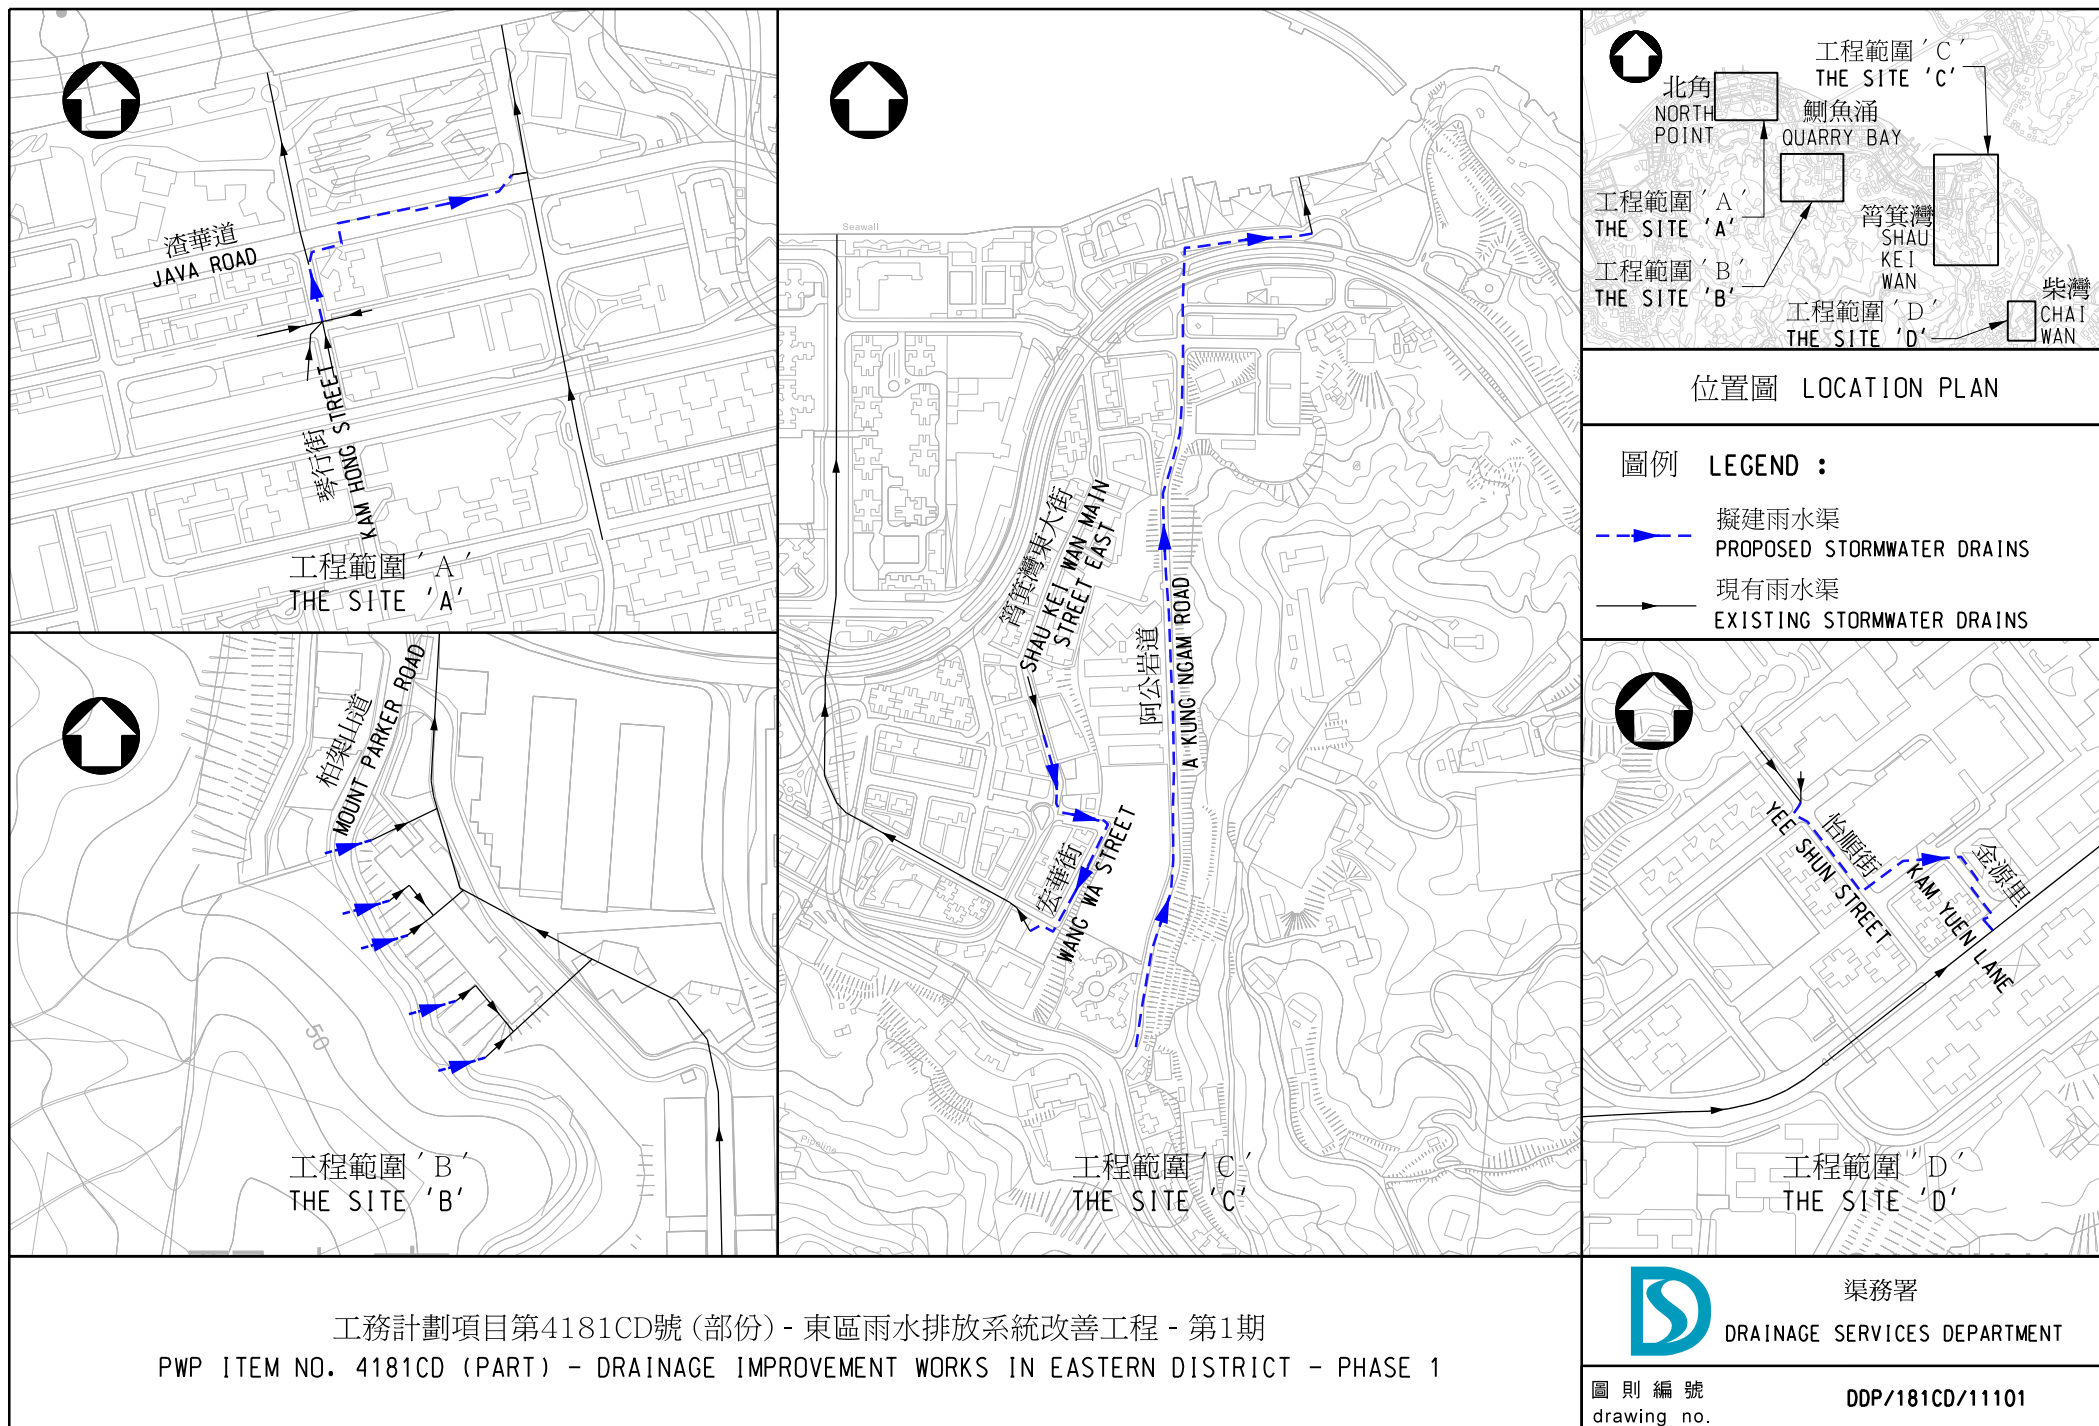 渣華道
JAVA ROAD
琴行街
KAM HONG STREET
工程範圍 'A'
THE SITE 'A'
柏架山道
MOUNT PARKER ROAD
50
工程範圍 'B'
THE SITE 'B'
Seawall
筲箕灣東大街
SHAU KEI WAN MAIN
STREET EAST
阿公岩道
A KUNG NGAM ROAD
宏華街
WANG WA STREET
Pipeline
工程範圍 'C'
THE SITE 'C'
工程範圍 'C'
THE SITE 'C'
北角
NORTH
POINT
鰂魚涌
QUARRY BAY
工程範圍 'A'
THE SITE 'A'
筲箕灣
SHAU
KEI
WAN
工程範圍 'B'
THE SITE 'B'
工程範圍 'D'
THE SITE 'D'
柴灣
CHAI
WAN
位置圖 LOCATION PLAN
圖例 LEGEND :
擬建雨水渠
PROPOSED STORMWATER DRAINS
現有雨水渠
EXISTING STORMWATER DRAINS
怡順街
YEE SHUN STREET
金源里
KAM YUEN LANE
工程範圍 'D'
THE SITE 'D'
工務計劃項目第4181CD號 (部份) - 東區雨水排放系統改善工程 - 第1期
PWP ITEM NO. 4181CD (PART) - DRAINAGE IMPROVEMENT WORKS IN EASTERN DISTRICT - PHASE 1
渠務署
DRAINAGE SERVICES DEPARTMENT
圖則編號
drawing no.
DDP/181CD/11101